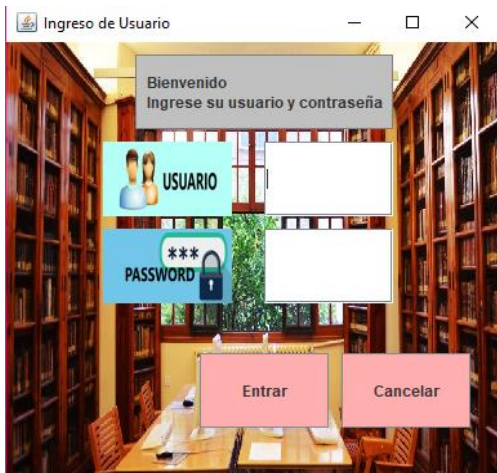 Ingreso de Usuario
Bienvenido
Ingrese su usuario y contraseña
USUARIO
***
PASSWORD
Entrar
Cancelar